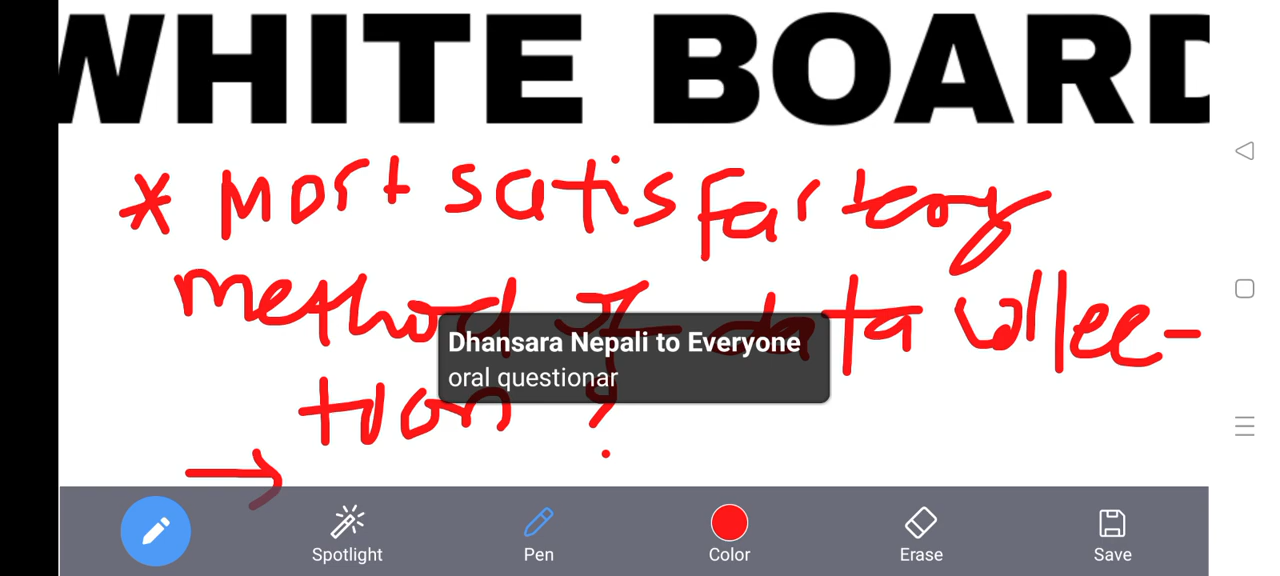 WHITE BOARD
* Most satisfactory
method of data collec-
tion ?
Dhansara Nepali to Everyone
oral questionar
→
Spotlight
Pen
Color
Erase
Save